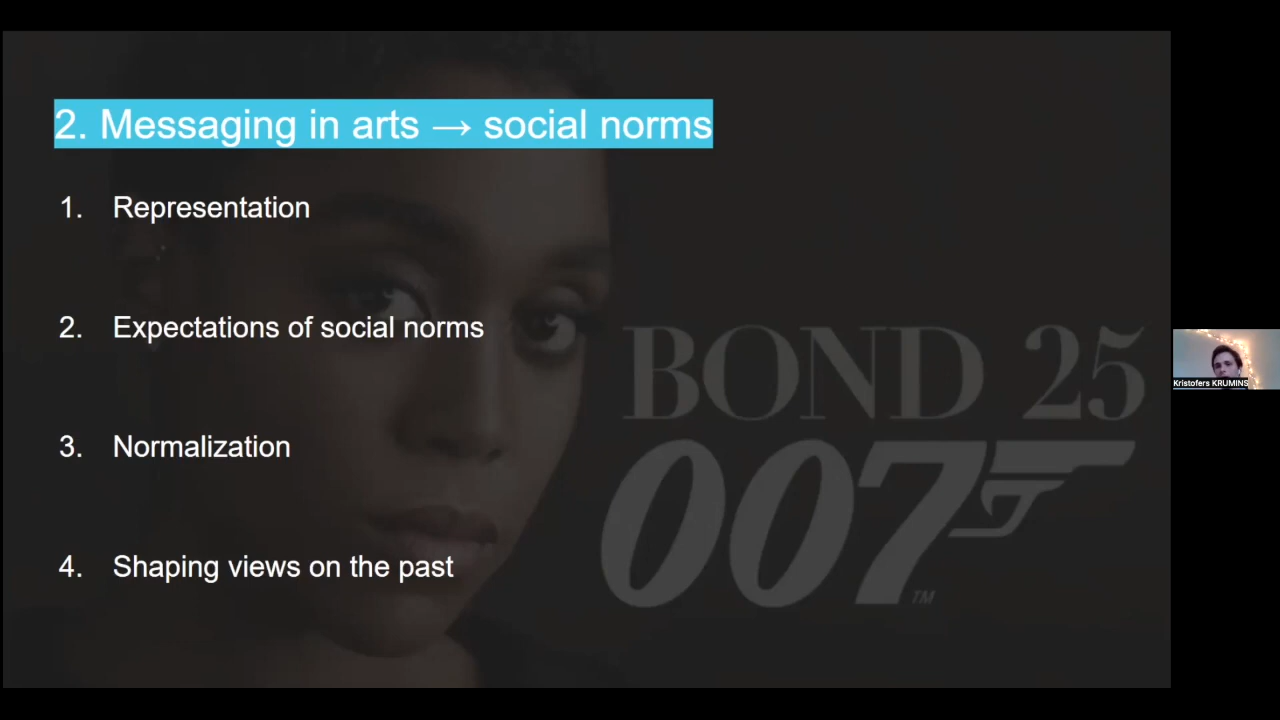 2. Messaging in arts → social norms
1. Representation
2. Expectations of social norms
3. Normalization
4. Shaping views on the past
BOND 25
007
TM
Kristofers KRUMINS